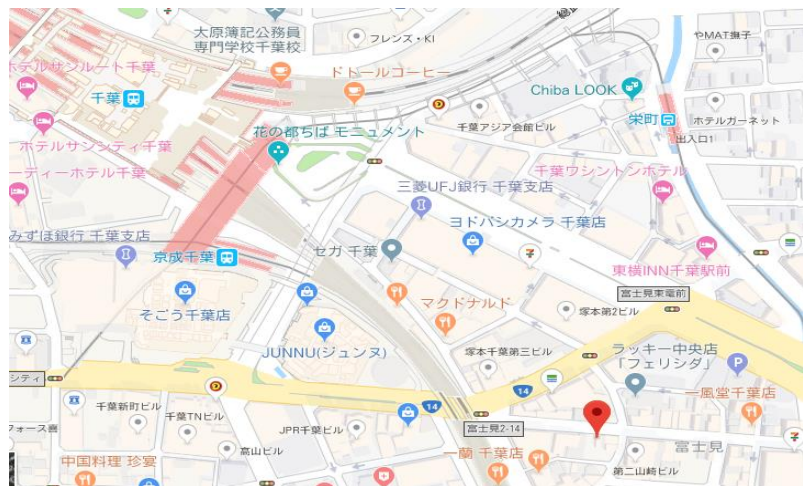 大原簿記公務員
専門学校千葉校
フレンズ・KI
やMAT撫子
ホテルサンルート千葉
ドトールコーヒー
Chiba LOOK
千葉
花の都ちば モニュメント
千葉アジア会館ビル
栄町
ホテルガーネット
出入口1
ホテルサンシティ千葉
ーティーホテル千葉
千葉ワシントンホテル
三菱UFJ銀行 千葉支店
ヨドバシカメラ 千葉店
みずほ銀行 千葉支店
京成千葉
セガ 千葉
東横INN千葉駅前
そごう千葉店
マクドナルド
富士見東電前
塚本第2ビル
JUNNU(ジュンヌ)
塚本千葉第三ビル
ラッキー中央店
「フェリシダ」
シティ
14
14
一風堂千葉店
千葉新町ビル
千葉TNビル
フォース喜
JPR千葉ビル
富士見2-14
富士見
高山ビル
中国料理 珍宴
一蘭 千葉店
第二山崎ビル